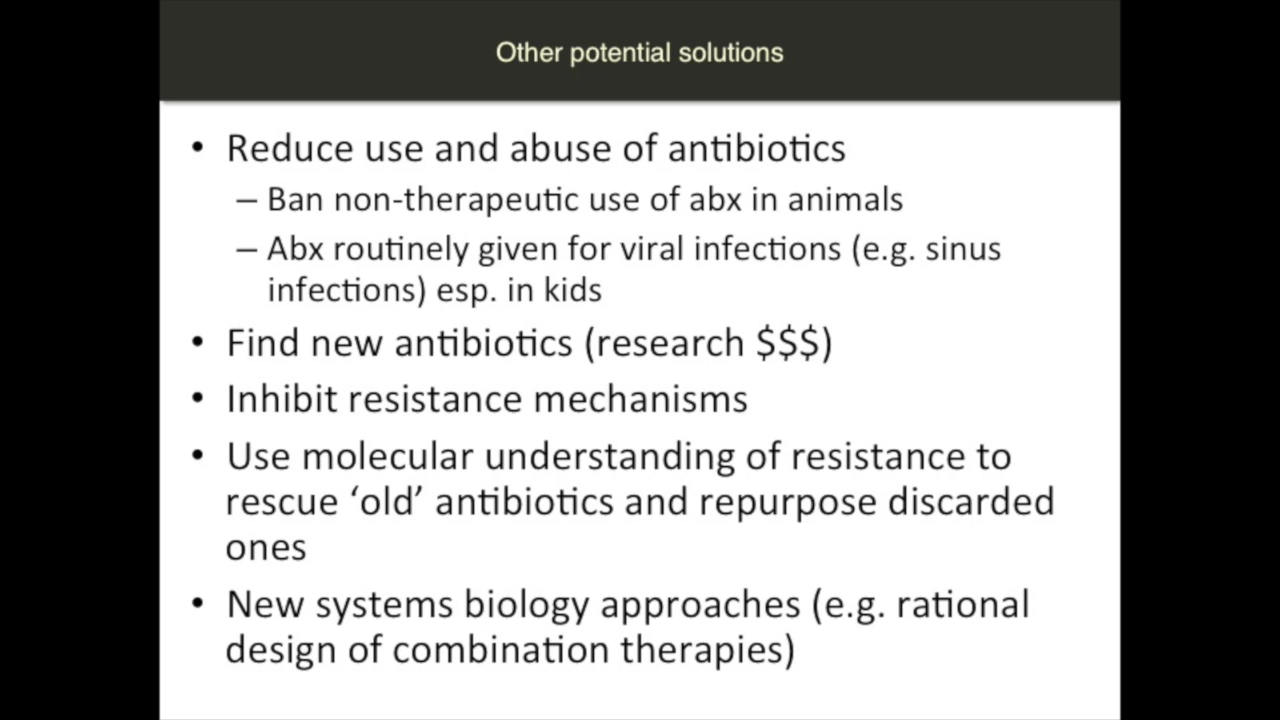 Other potential solutions
• Reduce use and abuse of antibiotics
– Ban non-therapeutic use of abx in animals
– Abx routinely given for viral infections (e.g. sinus
infections) esp. in kids
• Find new antibiotics (research $$$)
• Inhibit resistance mechanisms
• Use molecular understanding of resistance to
rescue ‘old’ antibiotics and repurpose discarded
ones
• New systems biology approaches (e.g. rational
design of combination therapies)